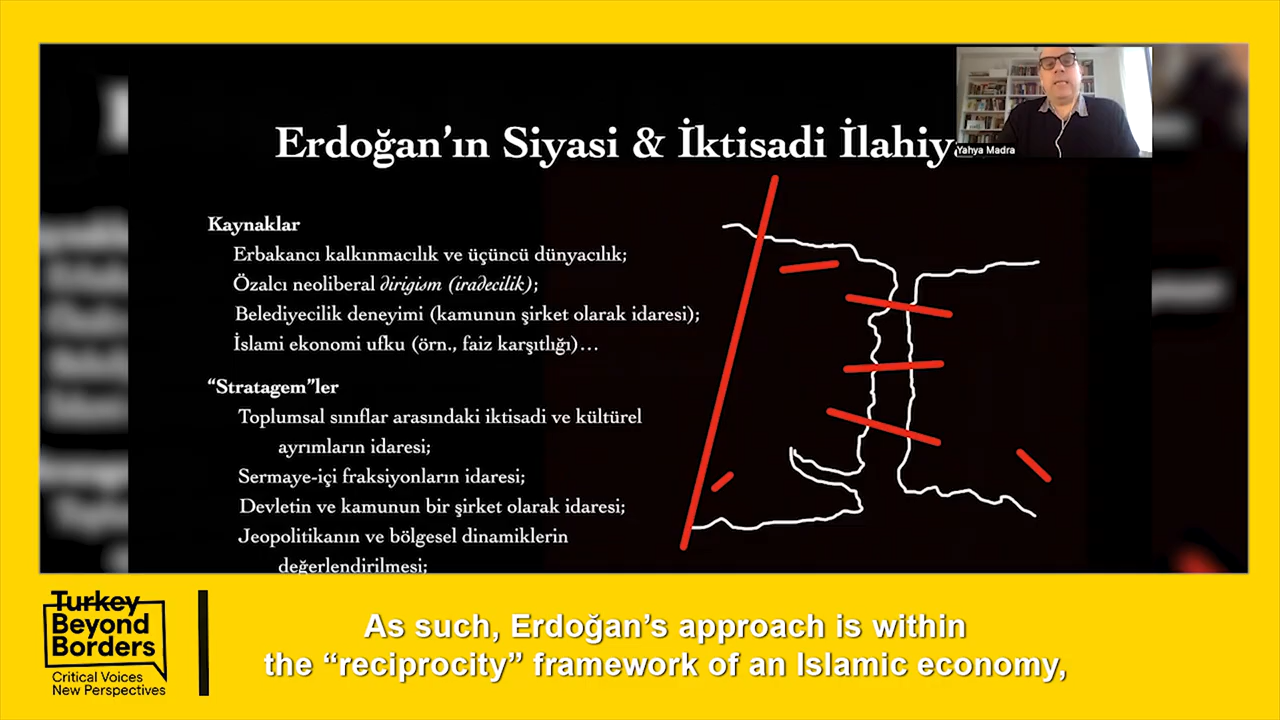 Erdoğan'ın Siyasi & İktisadi İlahiy
Yahya Madra
Kaynaklar
Erbakancı kalkınmacılık ve üçüncü dünyacılık;
Özalcı neoliberal dirigism (iradecilik);
Belediyecilik deneyimi (kamunun şirket olarak idaresi);
İslami ekonomi ufku (örn., faiz karşıtlığı)…
“Stratagem”ler
Toplumsal sınıflar arasındaki iktisadi ve kültürel
ayrımların idaresi;
Sermaye-içi fraksiyonların idaresi;
Devletin ve kamunun bir şirket olarak idaresi;
Jeopolitikanın ve bölgesel dinamiklerin
değerlendirilmesi;
Turkey
Beyond
Borders
Critical Voices
New Perspectives
As such, Erdoğan's approach is within
the “reciprocity” framework of an Islamic economy,